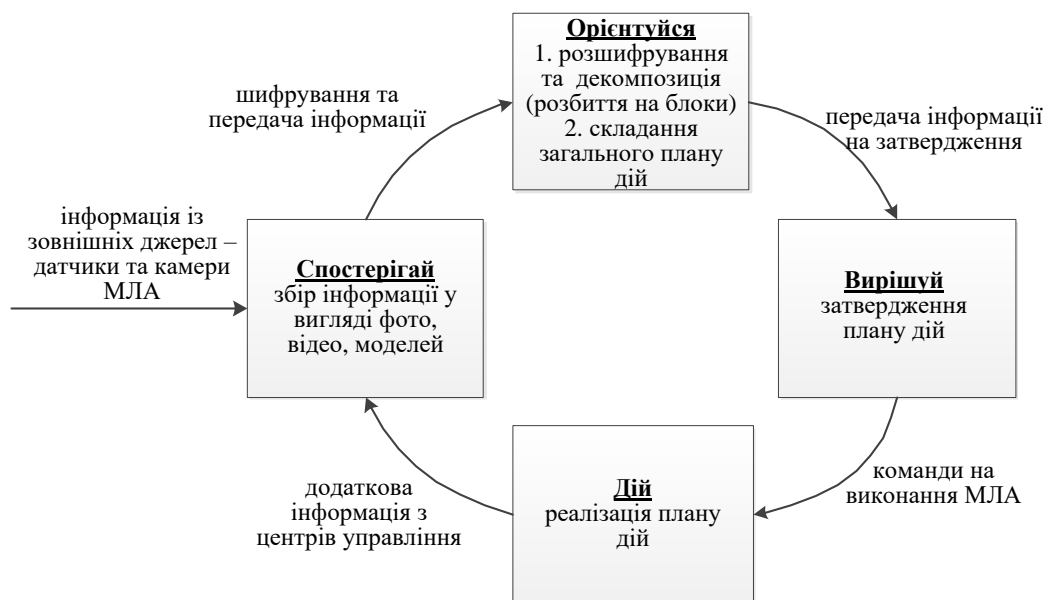 Орієнтуйся
1. розшифрування
та декомпозиція
(розбиття на блоки)
2. складання
загального плану
дій
шифрування та
передача інформації
передача інформації
на затвердження
інформація із
зовнішніх джерел –
датчики та камери
МЛА
Спостерігай
збір інформації у
вигляді фото,
відео, моделей
Вирішуй
затвердження
плану дій
додаткова
інформація з
центрів управління
Дій
реалізація плану
дій
команди на
виконання МЛА